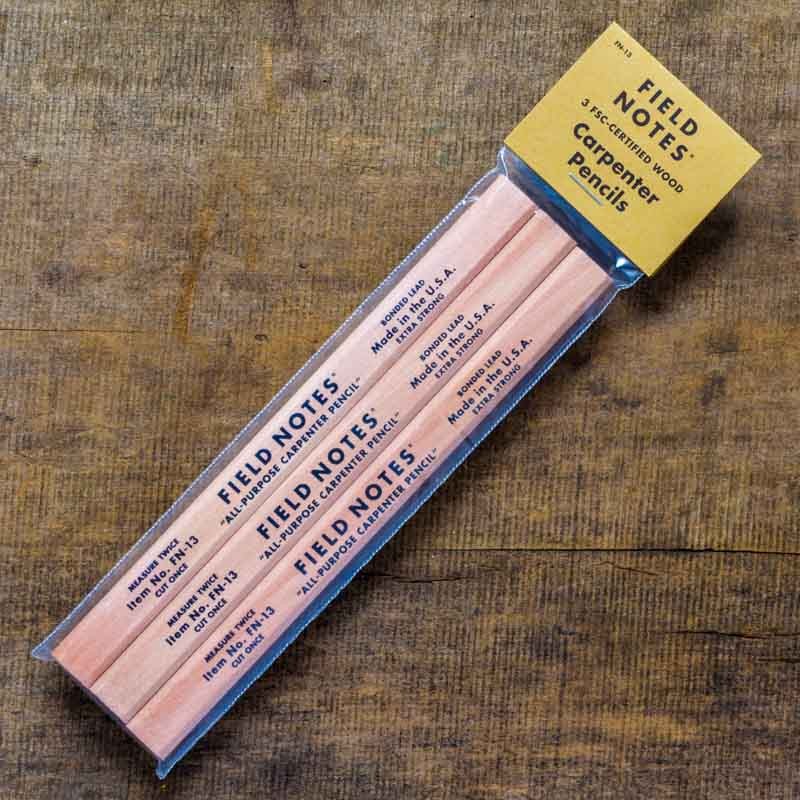 FN-13
FIELD
NOTES®
3 FSC-CERTIFIED WOOD
Carpenter
Pencils
MEASURE TWICE
Item No. FN-13
CUT ONCE
FIELD NOTES®
"ALL-PURPOSE CARPENTER PENCIL"
BONDED LEAD
Made in the U.S.A.
EXTRA STRONG
MEASURE TWICE
Item No. FN-13
CUT ONCE
FIELD NOTES®
"ALL-PURPOSE CARPENTER PENCIL"
BONDED LEAD
Made in the U.S.A.
EXTRA STRONG
MEASURE TWICE
Item No. FN-13
CUT ONCE
FIELD NOTES®
"ALL-PURPOSE CARPENTER PENCIL"
BONDED LEAD
Made in the U.S.A.
EXTRA STRONG